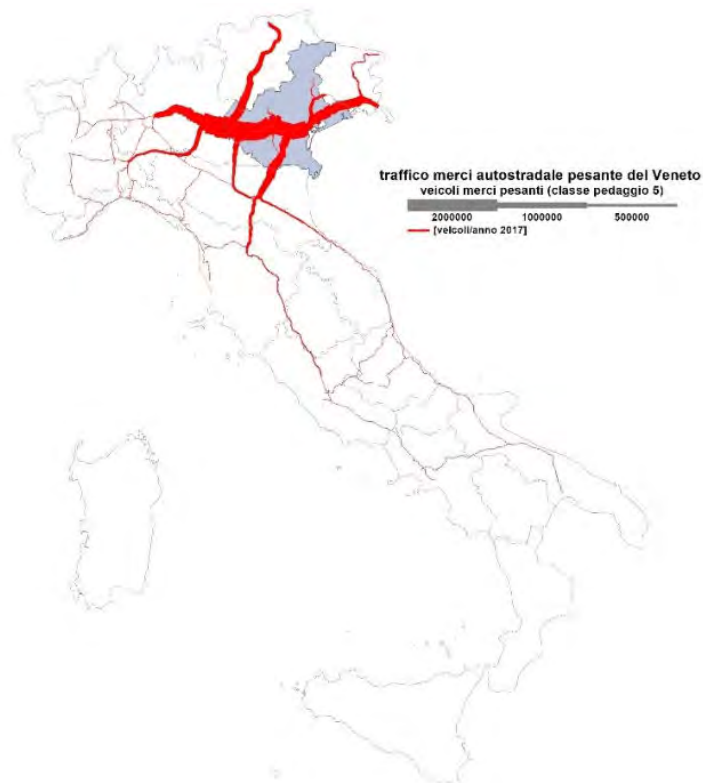 traffico merci autostradale pesante del Veneto
veicoli merci pesanti (classe pedaggio 5)
2000000 1000000 500000
[veicoli/anno 2017]